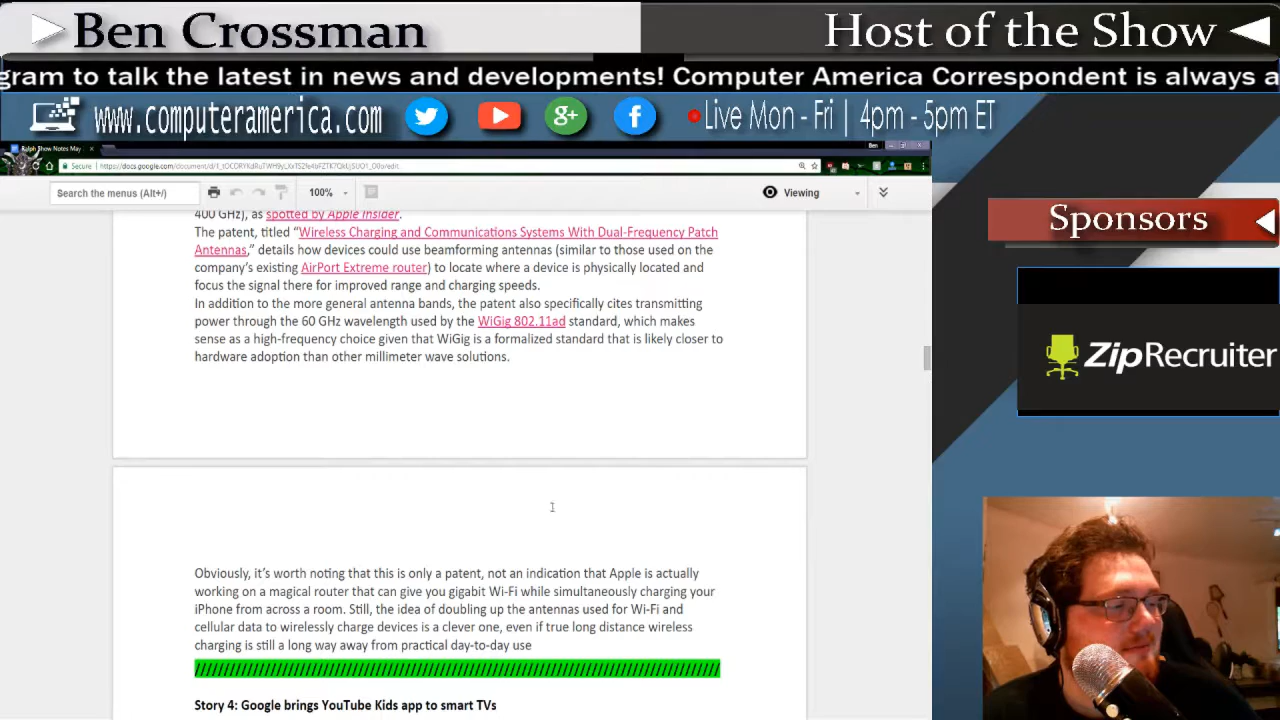 Ben Crossman
Host of the Show
gram to talk the latest in news and developments! Computer America Correspondent is always a
www.computeramerica.com
g+
Live Mon - Fri | 4pm - 5pm ET
Ralph Show Notes May
Ben
Secure
Search the menus (Alt+/)
100%
Viewing
400 GHz), as spotted by Apple Insider.
The patent, titled “Wireless Charging and Communications Systems With Dual-Frequency Patch
Antennas,” details how devices could use beamforming antennas (similar to those used on the
company’s existing AirPort Extreme router) to locate where a device is physically located and
focus the signal there for improved range and charging speeds.
In addition to the more general antenna bands, the patent also specifically cites transmitting
power through the 60 GHz wavelength used by the WiGig 802.11ad standard, which makes
sense as a high-frequency choice given that WiGig is a formalized standard that is likely closer to
hardware adoption than other millimeter wave solutions.
Obviously, it’s worth noting that this is only a patent, not an indication that Apple is actually
working on a magical router that can give you gigabit Wi-Fi while simultaneously charging your
iPhone from across a room. Still, the idea of doubling up the antennas used for Wi-Fi and
cellular data to wirelessly charge devices is a clever one, even if true long distance wireless
charging is still a long way away from practical day-to-day use
Story 4: Google brings YouTube Kids app to smart TVs
Sponsors
ZipRecruiter